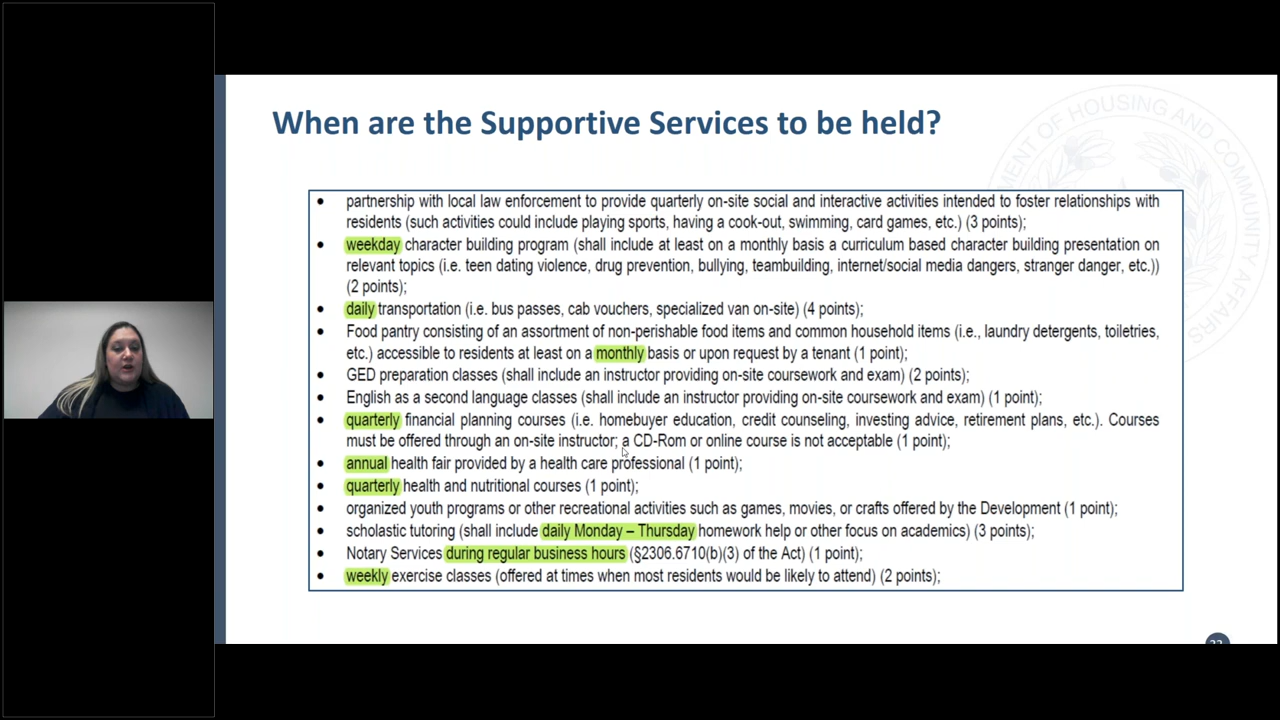 When are the Supportive Services to be held?
MENT OF HOUSING AND COMMUNITY AFFAIRS
• partnership with local law enforcement to provide quarterly on-site social and interactive activities intended to foster relationships with
residents (such activities could include playing sports, having a cook-out, swimming, card games, etc.) (3 points);
• weekday character building program (shall include at least on a monthly basis a curriculum based character building presentation on
relevant topics (i.e. teen dating violence, drug prevention, bullying, teambuilding, internet/social media dangers, stranger danger, etc.))
(2 points);
• daily transportation (i.e. bus passes, cab vouchers, specialized van on-site) (4 points);
• Food pantry consisting of an assortment of non-perishable food items and common household items (i.e., laundry detergents, toiletries,
etc.) accessible to residents at least on a monthly basis or upon request by a tenant (1 point);
• GED preparation classes (shall include an instructor providing on-site coursework and exam) (2 points);
• English as a second language classes (shall include an instructor providing on-site coursework and exam) (1 point);
• quarterly financial planning courses (i.e. homebuyer education, credit counseling, investing advice, retirement plans, etc.). Courses
must be offered through an on-site instructor; a CD-Rom or online course is not acceptable (1 point);
• annual health fair provided by a health care professional (1 point);
• quarterly health and nutritional courses (1 point);
• organized youth programs or other recreational activities such as games, movies, or crafts offered by the Development (1 point);
• scholastic tutoring (shall include daily Monday – Thursday homework help or other focus on academics) (3 points);
• Notary Services during regular business hours (§2306.6710(b)(3) of the Act) (1 point);
• weekly exercise classes (offered at times when most residents would be likely to attend) (2 points);